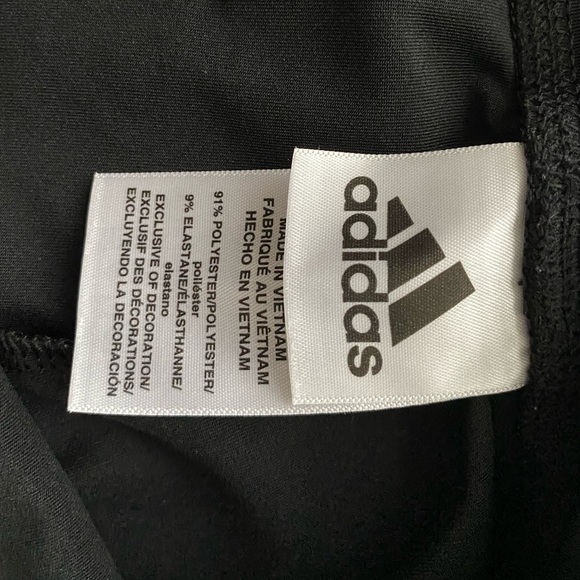 adidas
MADE IN VIETNAM
FABRIQUÉ AU VIÊTNAM
HECHO EN VIETNAM
91% POLYESTER/POLYESTER/
poliéster
9% ELASTANE/ÉLASTHANNE/
elastano
EXCLUSIVE OF DECORATION/
EXCLUSIF DES DÉCORATIONS/
EXCLUYENDO LA DECORACIÓN